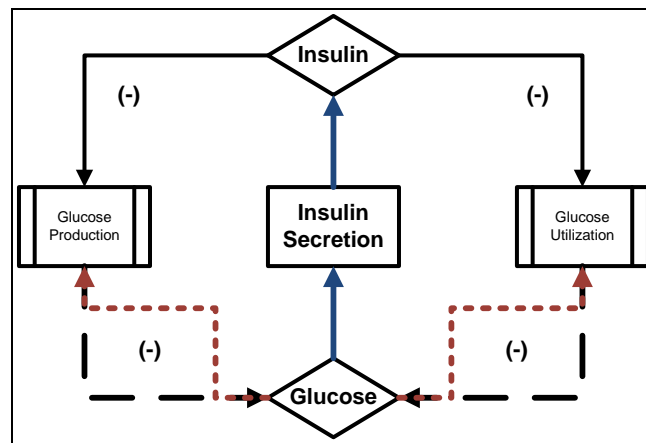 Insulin
(-)
(-)
Glucose
Production
Insulin
Secretion
Glucose
Utilization
(-)
(-)
Glucose